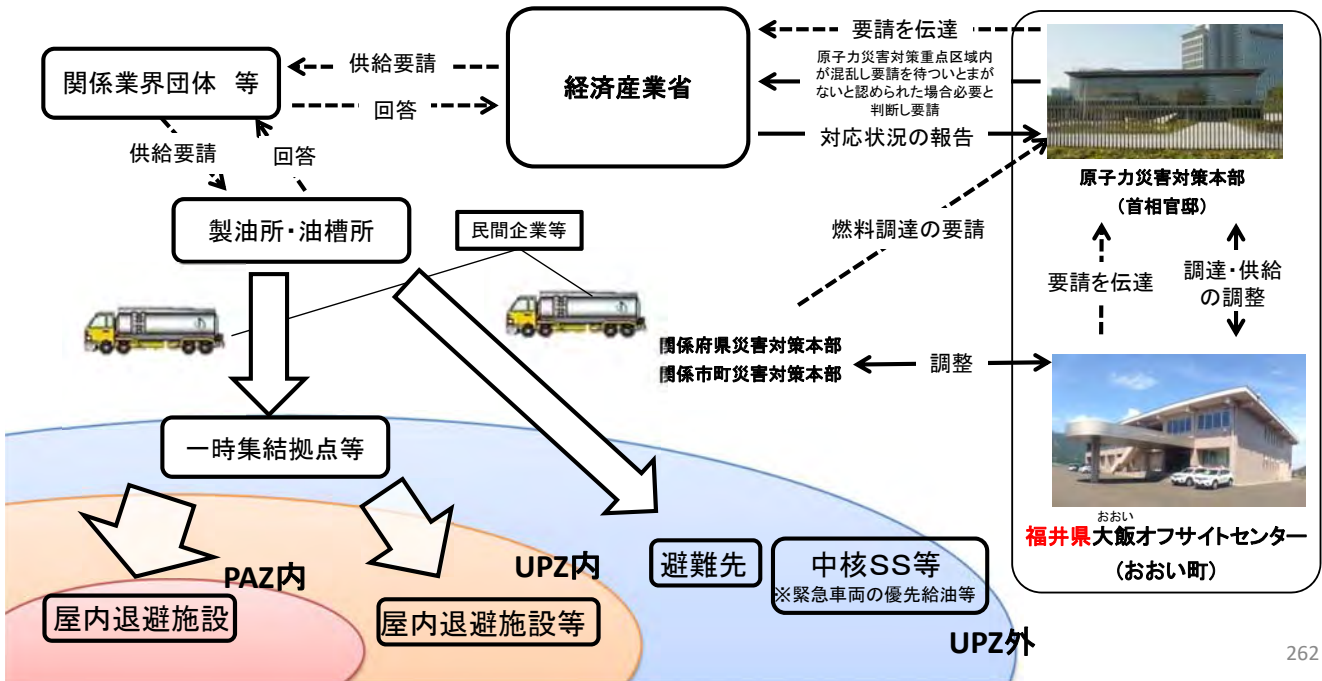 要請を伝達
関係業界団体　等
供給要請
回答
経済産業省
原子力災害対策重点区域内
が混乱し要請を待ついとまが
ないと認められた場合必要と
判断し要請
対応状況の報告
原子力災害対策本部
（首相官邸）
供給要請
回答
製油所・油槽所
民間企業等
燃料調達の要請
要請を伝達
調達・供給
の調整
関係府県災害対策本部
関係市町災害対策本部
調整
一時集結拠点等
おおい
福井県大飯オフサイトセンター
（おおい町）
PAZ内
屋内退避施設
UPZ内
屋内退避施設等
避難先
中核SS等
※緊急車両の優先給油等
UPZ外
262